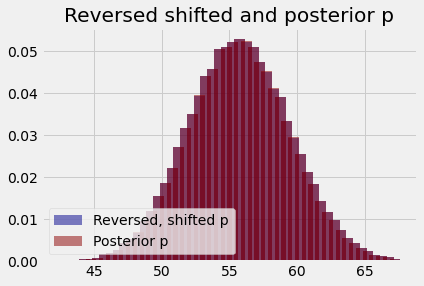 Reversed shifted and posterior p
0.05
0.04
0.03
0.02
0.01
0.00
Reversed, shifted p
Posterior p
45 50 55 60 65